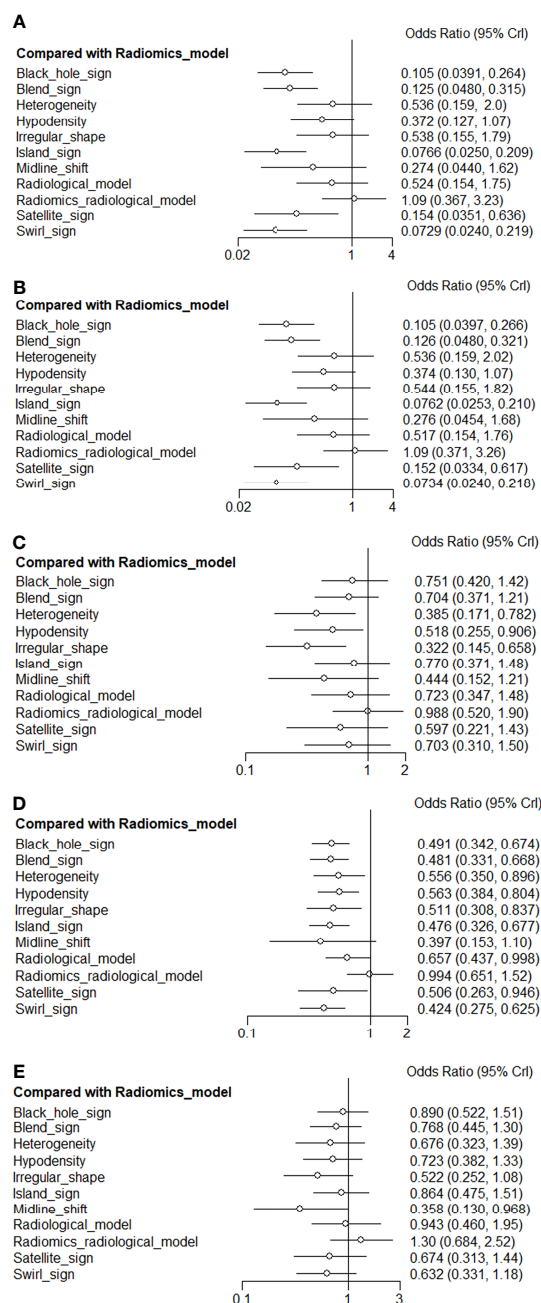 A
Odds Ratio (95% CrI)
Compared with Radiomics_model
Black_hole_sign 0.105 (0.0391, 0.264)
Blend_sign 0.125 (0.0480, 0.315)
Heterogeneity 0.536 (0.159, 2.0)
Hypodensity 0.372 (0.127, 1.07)
Irregular_shape 0.538 (0.155, 1.79)
Island_sign 0.0766 (0.0250, 0.209)
Midline_shift 0.274 (0.0440, 1.62)
Radiological_model 0.524 (0.154, 1.75)
Radiomics_radiological_model 1.09 (0.367, 3.23)
Satellite_sign 0.154 (0.0351, 0.636)
Swirl_sign 0.0729 (0.0240, 0.219)
0.02 1 4
B
Odds Ratio (95% CrI)
Compared with Radiomics_model
Black_hole_sign 0.105 (0.0397, 0.266)
Blend_sign 0.126 (0.0480, 0.321)
Heterogeneity 0.536 (0.159, 2.02)
Hypodensity 0.374 (0.130, 1.07)
Irregular_shape 0.544 (0.155, 1.82)
Island_sign 0.0762 (0.0253, 0.210)
Midline_shift 0.276 (0.0454, 1.68)
Radiological_model 0.517 (0.154, 1.76)
Radiomics_radiological_model 1.09 (0.371, 3.26)
Satellite_sign 0.152 (0.0334, 0.617)
Swirl_sign 0.0734 (0.0240, 0.218)
0.02 1 4
C
Odds Ratio (95% CrI)
Compared with Radiomics_model
Black_hole_sign 0.751 (0.420, 1.42)
Blend_sign 0.704 (0.371, 1.21)
Heterogeneity 0.385 (0.171, 0.782)
Hypodensity 0.518 (0.255, 0.906)
Irregular_shape 0.322 (0.145, 0.658)
Island_sign 0.770 (0.371, 1.48)
Midline_shift 0.444 (0.152, 1.21)
Radiological_model 0.723 (0.347, 1.48)
Radiomics_radiological_model 0.988 (0.520, 1.90)
Satellite_sign 0.597 (0.221, 1.43)
Swirl_sign 0.703 (0.310, 1.50)
0.1 1 2
D
Odds Ratio (95% CrI)
Compared with Radiomics_model
Black_hole_sign 0.491 (0.342, 0.674)
Blend_sign 0.481 (0.331, 0.668)
Heterogeneity 0.556 (0.350, 0.896)
Hypodensity 0.563 (0.384, 0.804)
Irregular_shape 0.511 (0.308, 0.837)
Island_sign 0.476 (0.326, 0.677)
Midline_shift 0.397 (0.153, 1.10)
Radiological_model 0.657 (0.437, 0.998)
Radiomics_radiological_model 0.994 (0.651, 1.52)
Satellite_sign 0.506 (0.263, 0.946)
Swirl_sign 0.424 (0.275, 0.625)
0.1 1 2
E
Odds Ratio (95% CrI)
Compared with Radiomics_model
Black_hole_sign 0.890 (0.522, 1.51)
Blend_sign 0.768 (0.445, 1.30)
Heterogeneity 0.676 (0.323, 1.39)
Hypodensity 0.723 (0.382, 1.33)
Irregular_shape 0.522 (0.252, 1.08)
Island_sign 0.864 (0.475, 1.51)
Midline_shift 0.358 (0.130, 0.968)
Radiological_model 0.943 (0.460, 1.95)
Radiomics_radiological_model 1.30 (0.684, 2.52)
Satellite_sign 0.674 (0.313, 1.44)
Swirl_sign 0.632 (0.331, 1.18)
0.1 1 3